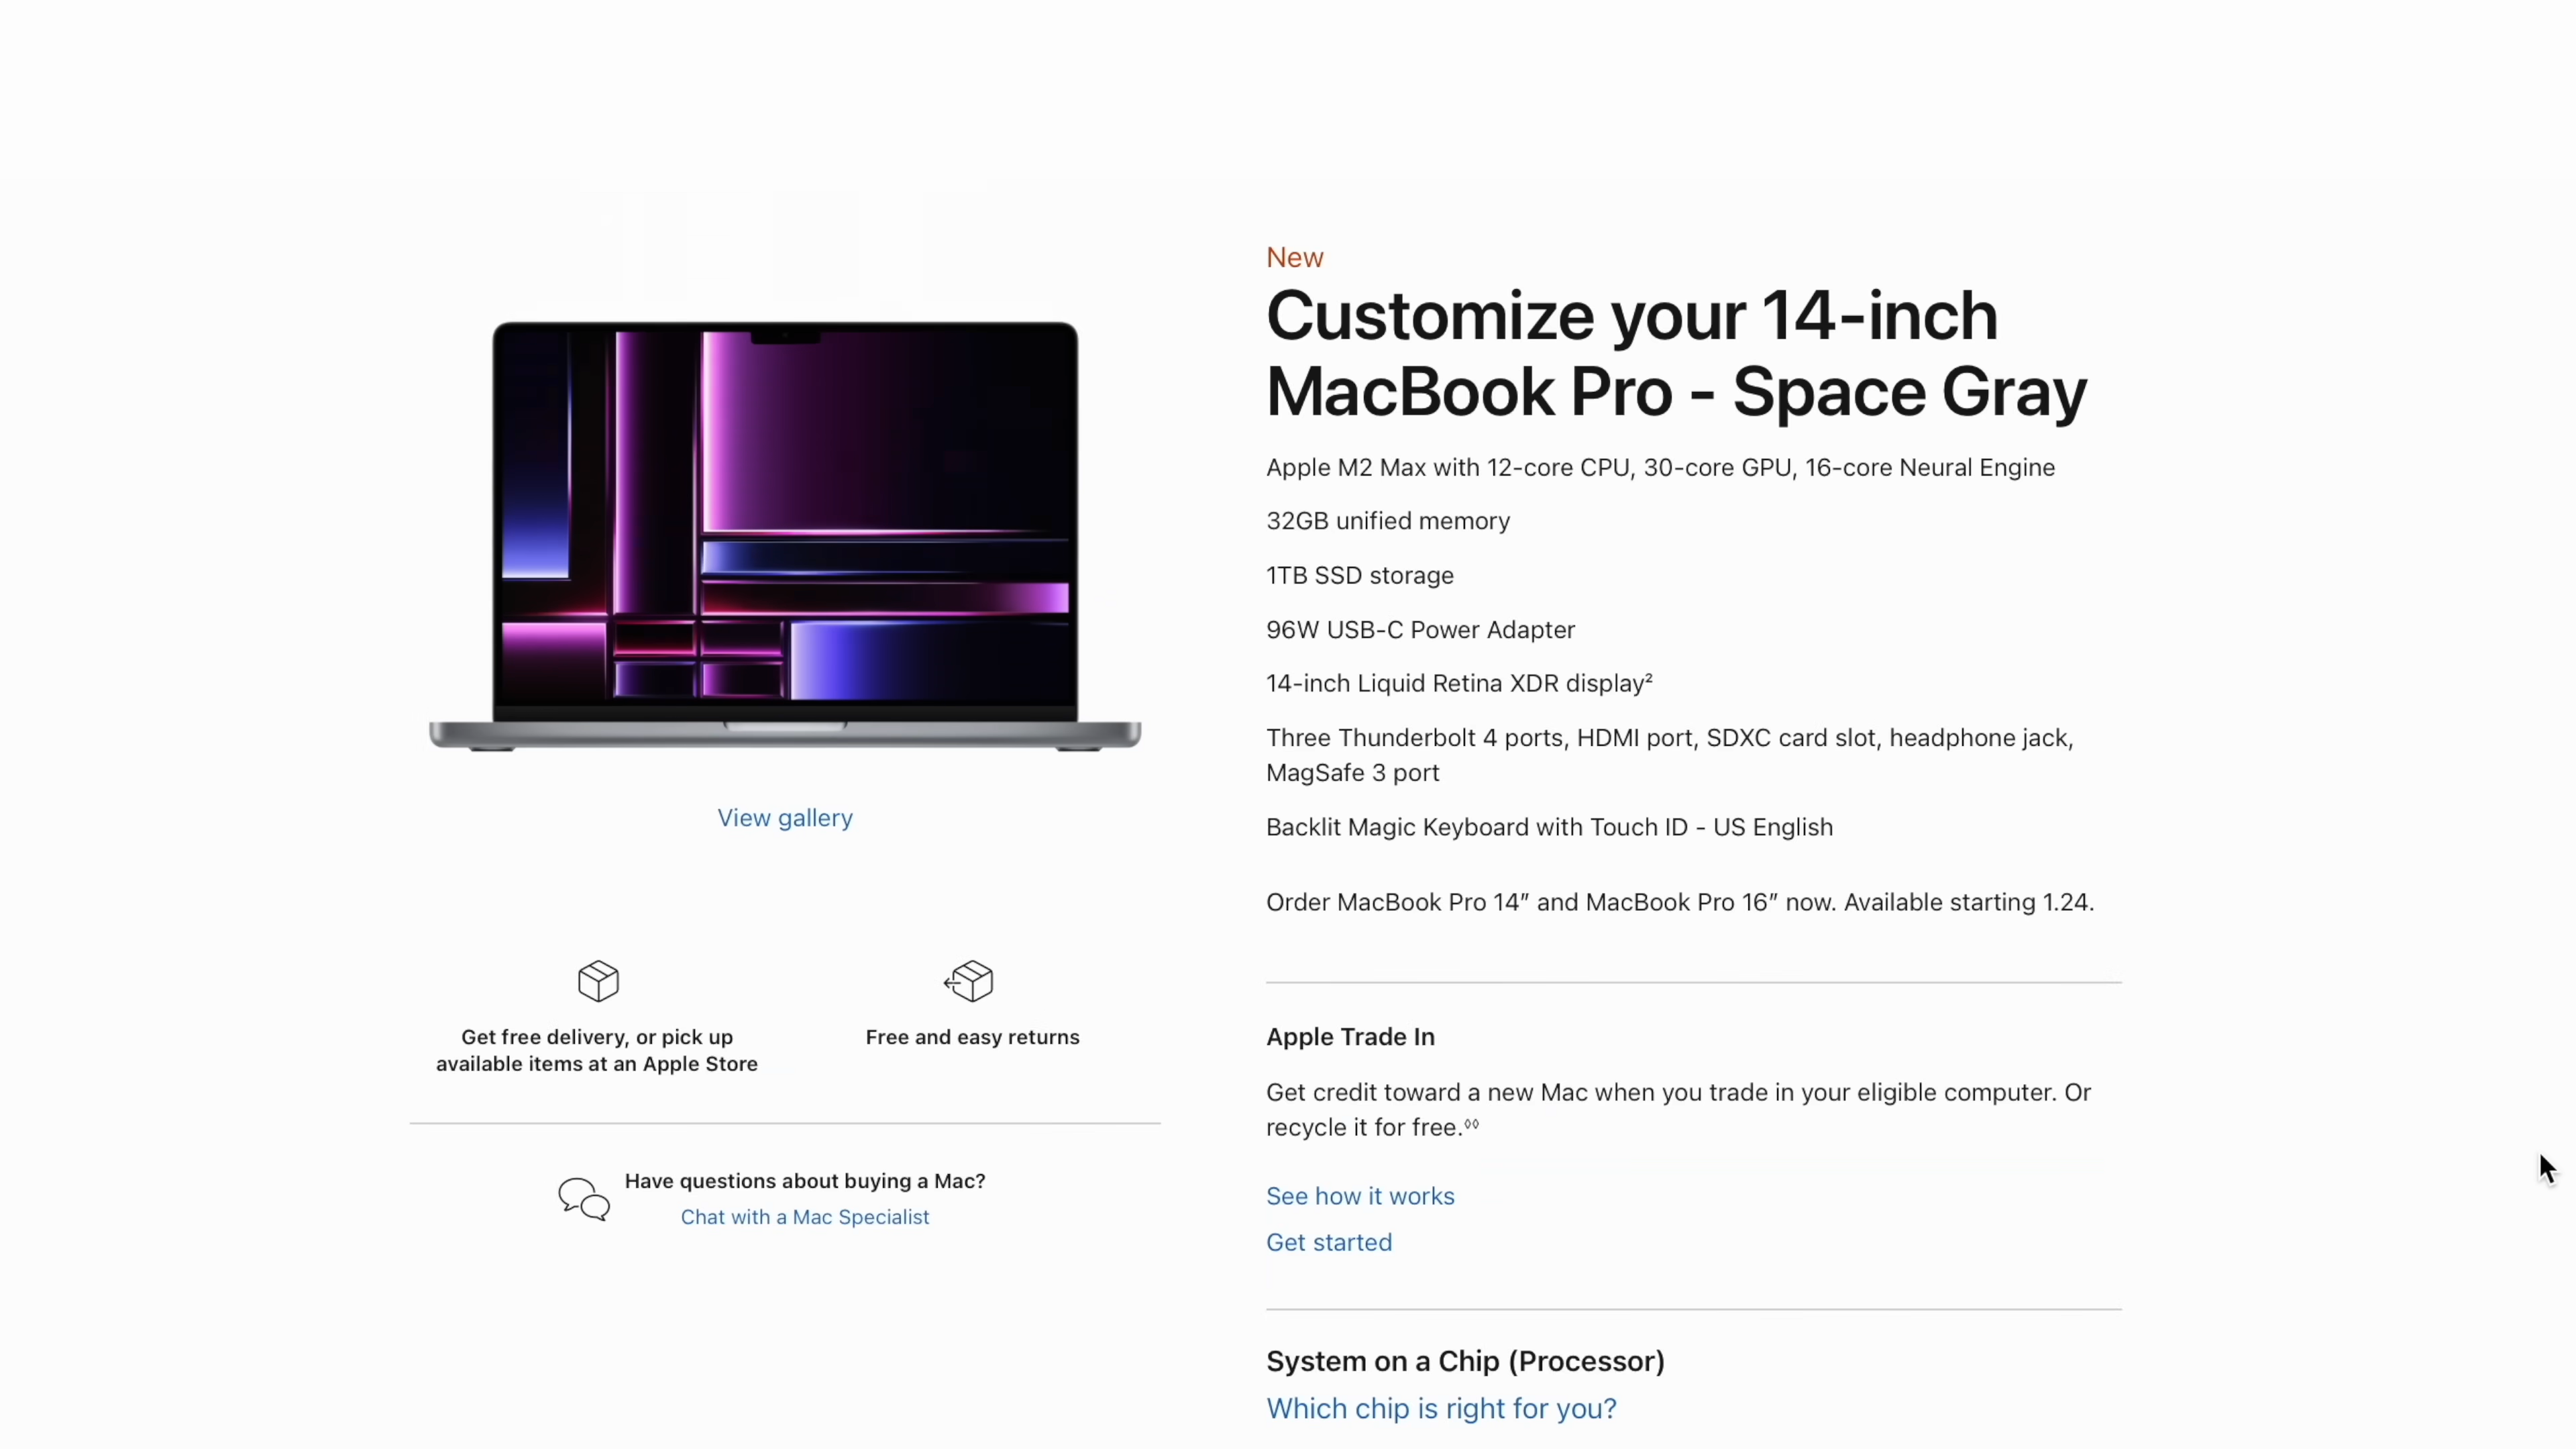 New
Customize your 14-inch
MacBook Pro - Space Gray
Apple M2 Max with 12-core CPU, 30-core GPU, 16-core Neural Engine
32GB unified memory
1TB SSD storage
96W USB-C Power Adapter
14-inch Liquid Retina XDR display²
Three Thunderbolt 4 ports, HDMI port, SDXC card slot, headphone jack,
MagSafe 3 port
Backlit Magic Keyboard with Touch ID - US English
Order MacBook Pro 14″ and MacBook Pro 16″ now. Available starting 1.24.
View gallery
Get free delivery, or pick up
available items at an Apple Store
Free and easy returns
Have questions about buying a Mac?
Chat with a Mac Specialist
Apple Trade In
Get credit toward a new Mac when you trade in your eligible computer. Or
recycle it for free.◊◊
See how it works
Get started
System on a Chip (Processor)
Which chip is right for you?